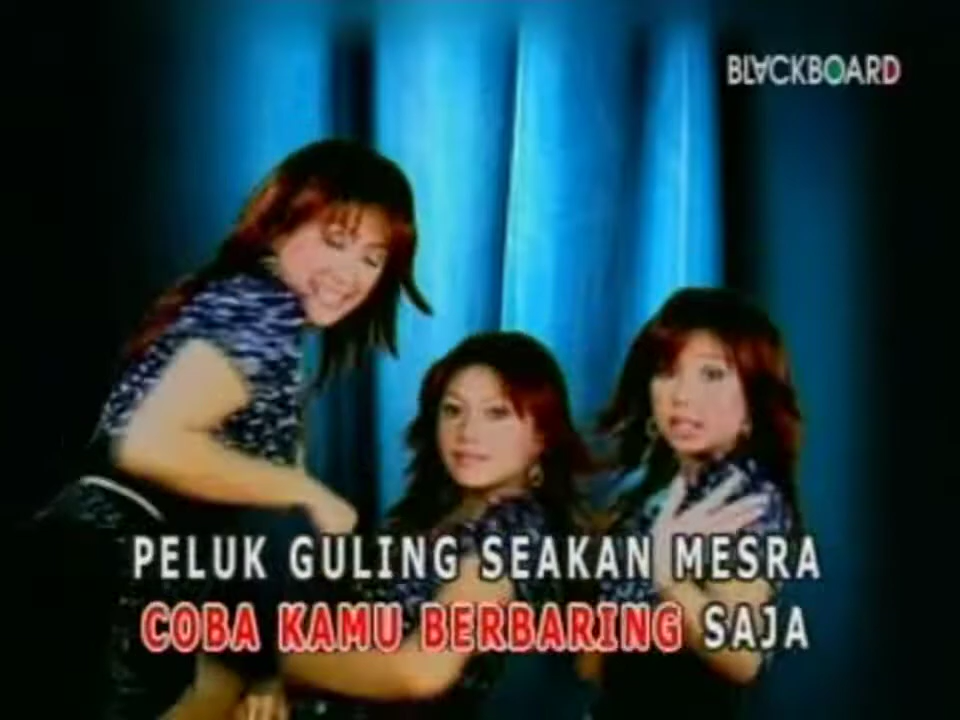 BLACKBOARD
PELUK GULING SEAKAN MESRA
COBA KAMU BERBARING SAJA